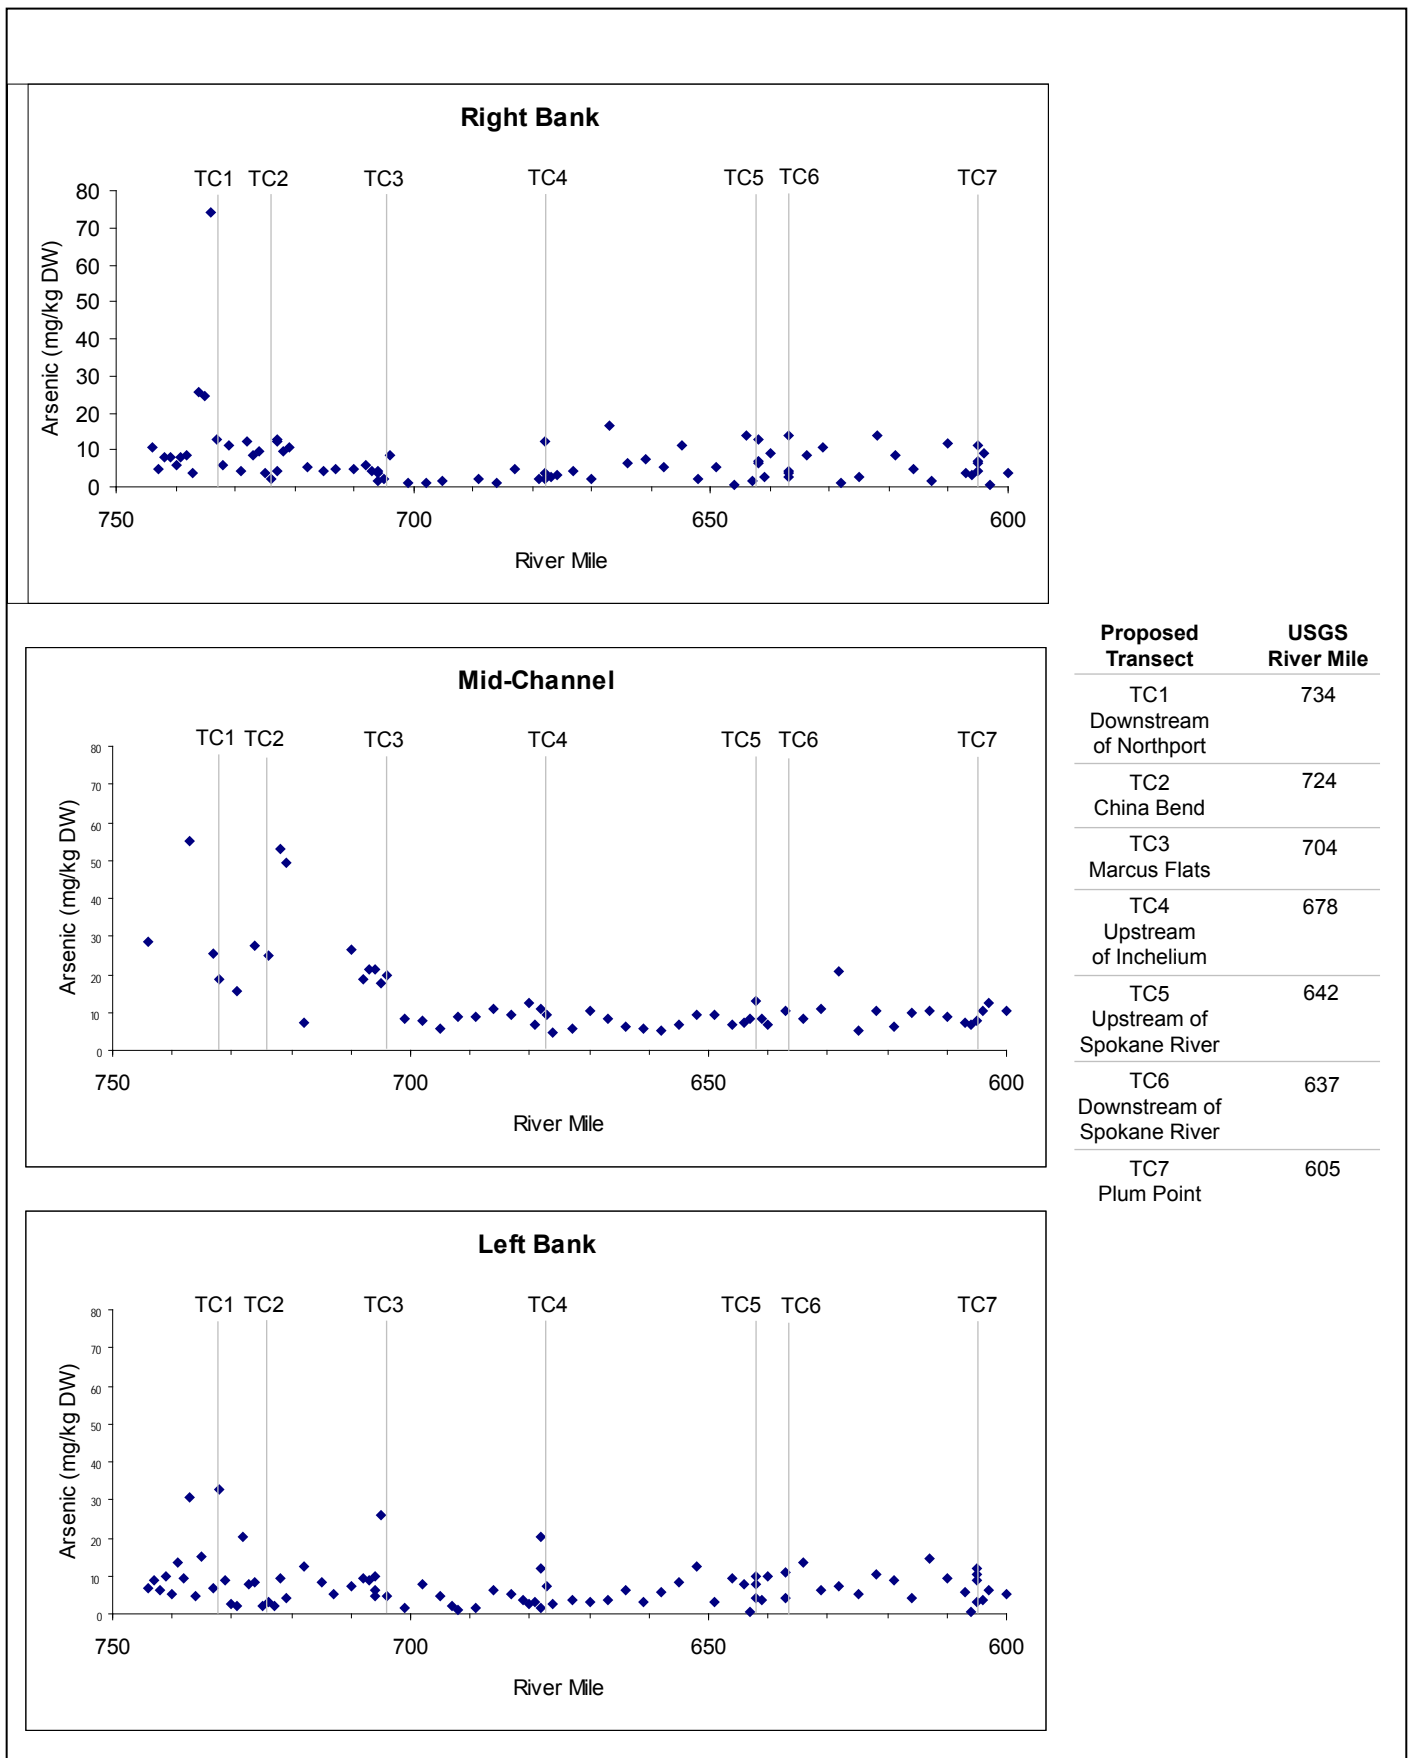 Right Bank
TC1 TC2 TC3 TC4 TC5 TC6 TC7
80
70
60
50
40
30
20
10
0
Arsenic (mg/kg DW)
750 700 650 600
River Mile
Mid-Channel
TC1 TC2 TC3 TC4 TC5 TC6 TC7
80
70
60
50
40
30
20
10
0
Arsenic (mg/kg DW)
750 700 650 600
River Mile
Left Bank
TC1 TC2 TC3 TC4 TC5 TC6 TC7
80
70
60
50
40
30
20
10
0
Arsenic (mg/kg DW)
750 700 650 600
River Mile
Proposed USGS
Transect River Mile
TC1 734
Downstream
of Northport
TC2 724
China Bend
TC3 704
Marcus Flats
TC4 678
Upstream
of Inchelium
TC5 642
Upstream of
Spokane River
TC6 637
Downstream of
Spokane River
TC7 605
Plum Point